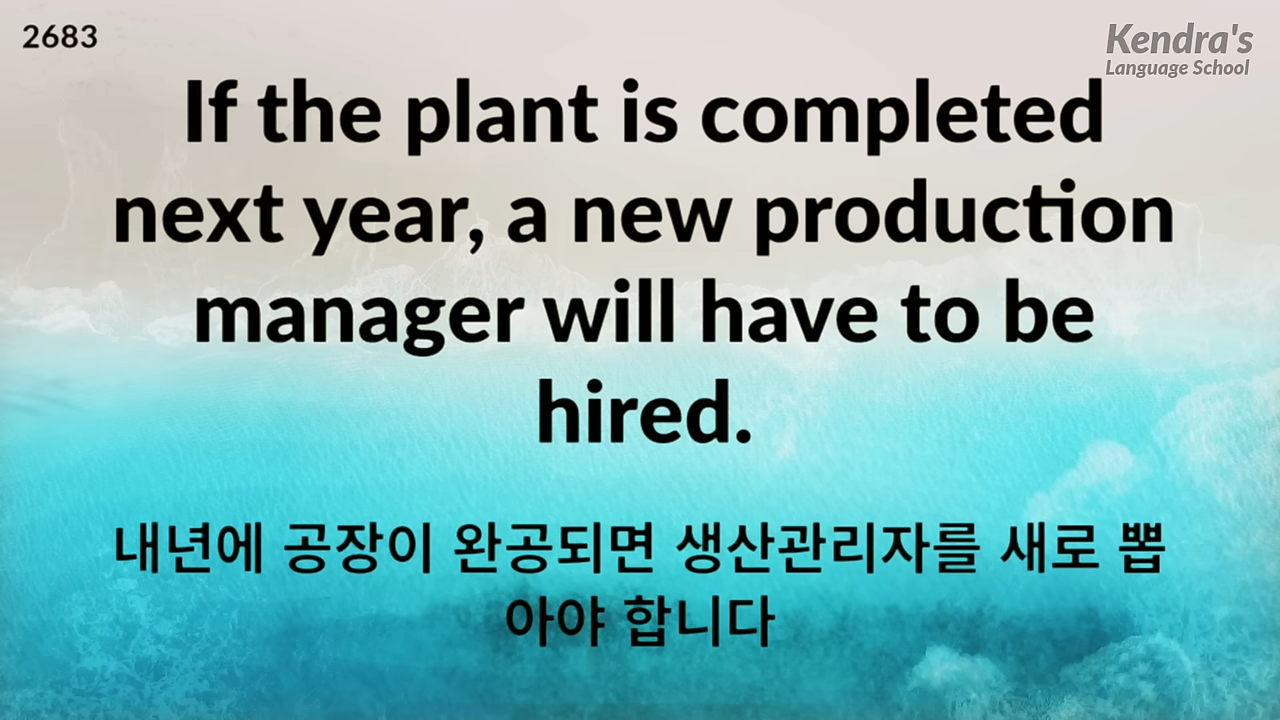 2683
Kendra's
Language School
If the plant is completed
next year, a new production
manager will have to be
hired.
내년에 공장이 완공되면 생산관리자를 새로 뽑
아야 합니다